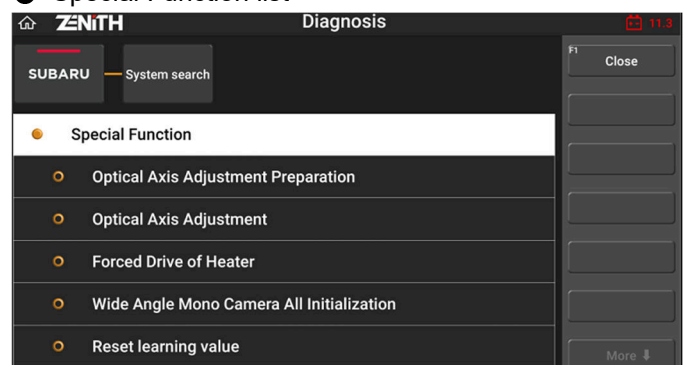 Special Function list
ZENiTH Diagnosis 11.3
SUBARU System search
F1 Close
Special Function
Optical Axis Adjustment Preparation
Optical Axis Adjustment
Forced Drive of Heater
Wide Angle Mono Camera All Initialization
Reset learning value
More